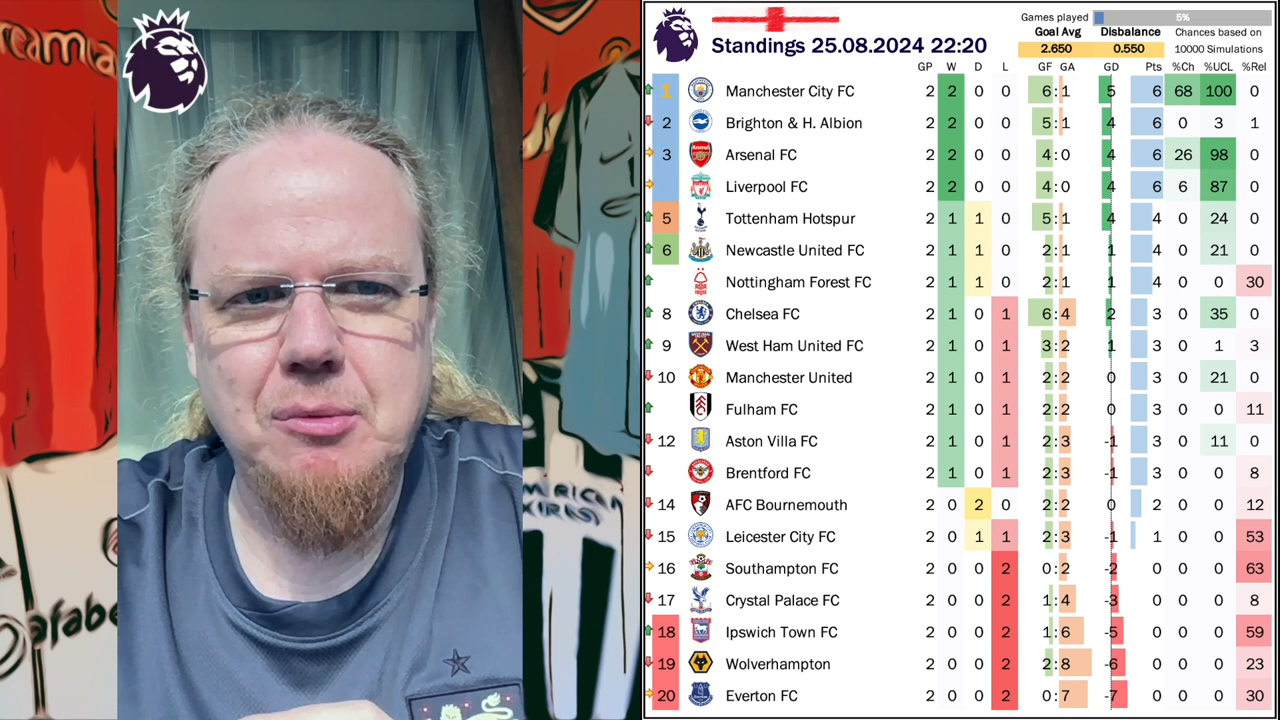 Games played 5%
Goal Avg Disbalance Chances based on
2.650 0.550 10000 Simulations
Standings 25.08.2024 22:20
GP W D L GF GA GD Pts %Ch %UCL %Rel
1 Manchester City FC 2 2 0 0 6:1 5 6 68 100 0
2 Brighton & H. Albion 2 2 0 0 5:1 4 6 0 3 1
3 Arsenal FC 2 2 0 0 4:0 4 6 26 98 0
Liverpool FC 2 2 0 0 4:0 4 6 6 87 0
5 Tottenham Hotspur 2 1 1 0 5:1 4 4 0 24 0
6 Newcastle United FC 2 1 1 0 2:1 1 4 0 21 0
Nottingham Forest FC 2 1 1 0 2:1 1 4 0 0 30
8 Chelsea FC 2 1 0 1 6:4 2 3 0 35 0
9 West Ham United FC 2 1 0 1 3:2 1 3 0 1 3
10 Manchester United 2 1 0 1 2:2 0 3 0 21 0
Fulham FC 2 1 0 1 2:2 0 3 0 0 11
12 Aston Villa FC 2 1 0 1 2:3 -1 3 0 11 0
Brentford FC 2 1 0 1 2:3 -1 3 0 0 8
14 AFC Bournemouth 2 0 2 0 2:2 0 2 0 0 12
15 Leicester City FC 2 0 1 1 2:3 -1 1 0 0 53
16 Southampton FC 2 0 0 2 0:2 -2 0 0 0 63
17 Crystal Palace FC 2 0 0 2 1:4 -3 0 0 0 8
18 Ipswich Town FC 2 0 0 2 1:6 -5 0 0 0 59
19 Wolverhampton 2 0 0 2 2:8 -6 0 0 0 23
20 Everton FC 2 0 0 2 0:7 -7 0 0 0 30